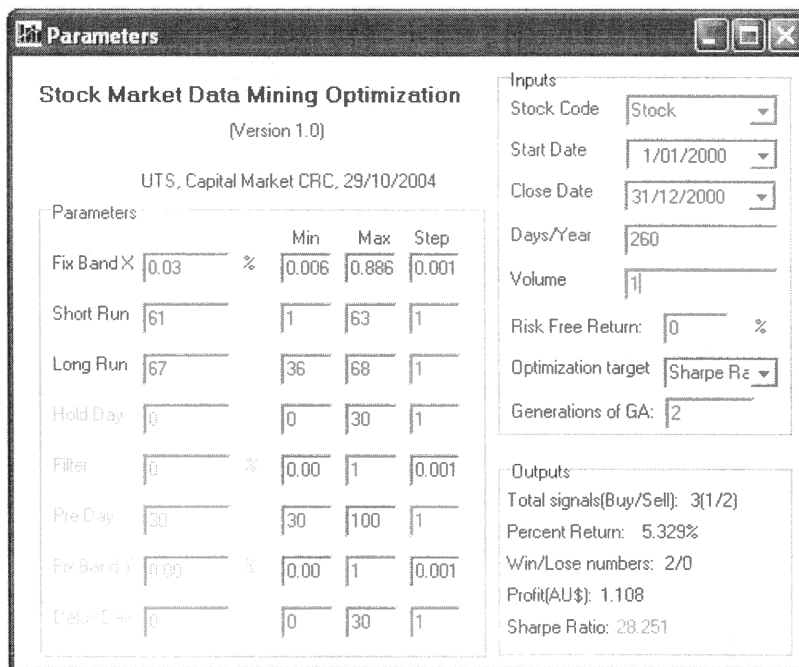 Parameters
Stock Market Data Mining Optimization
(Version 1.0)
UTS, Capital Market CRC, 29/10/2004
Parameters
Min Max Step
Fix Band X 0.03 % 0.006 0.886 0.001
Short Run 61 1 63 1
Long Run 67 36 68 1
Hold Day 0 0 30 1
Filter 0 % 0.00 1 0.001
Pre Day 30 30 100 1
Fix Band 0.00 % 0.00 1 0.001
Day 0 0 30 1
Inputs
Stock Code Stock
Start Date 1/01/2000
Close Date 31/12/2000
Days/Year 260
Volume 1
Risk Free Return: 0 %
Optimization target Sharpe Ra
Generations of GA: 2
Outputs
Total signals(Buy/Sell): 3(1/2)
Percent Return: 5.329%
Win/Lose numbers: 2/0
Profit(AU$): 1.108
Sharpe Ratio: 28.251